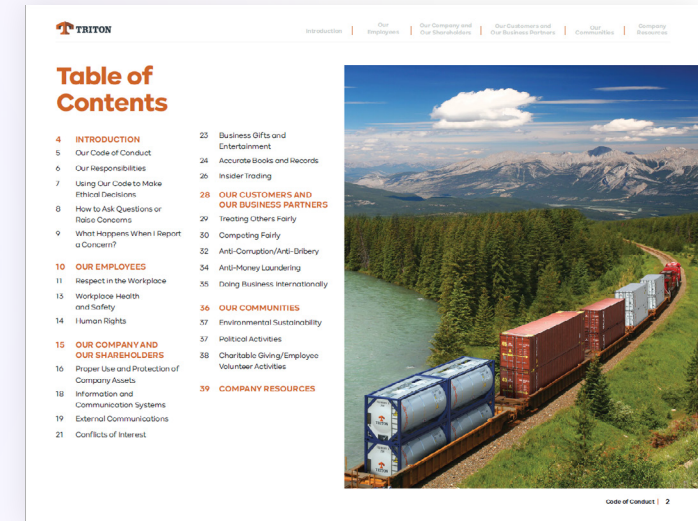 TRITON
Introduction
Our
Employees
Our Company and
Our Shareholders
Our Customers and
Our Business Partners
Our
Communities
Company
Resources
Table of
Contents
4 INTRODUCTION
5 Our Code of Conduct
6 Our Responsibilities
7 Using Our Code to Make
Ethical Decisions
8 How to Ask Questions or
Raise Concerns
9 What Happens When I Report
a Concern?
10 OUR EMPLOYEES
11 Respect in the Workplace
13 Workplace Health
and Safety
14 Human Rights
15 OUR COMPANY AND
OUR SHAREHOLDERS
16 Proper Use and Protection of
Company Assets
18 Information and
Communication Systems
19 External Communications
21 Conflicts of Interest
23 Business Gifts and
Entertainment
24 Accurate Books and Records
26 Insider Trading
28 OUR CUSTOMERS AND
OUR BUSINESS PARTNERS
29 Treating Others Fairly
30 Competing Fairly
32 Anti-Corruption/Anti-Bribery
34 Anti-Money Laundering
35 Doing Business Internationally
36 OUR COMMUNITIES
37 Environmental Sustainability
37 Political Activities
38 Charitable Giving/Employee
Volunteer Activities
39 COMPANY RESOURCES
TRITON
TRITON
Code of Conduct | 2